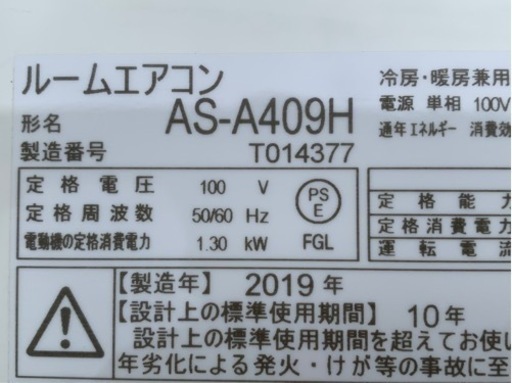 ルームエアコン
形名 AS-A409H
製造番号 T014377
定格電圧 100 V
定格周波数 50/60 Hz
電動機の定格消費電力 1.30 kW
PS
E
FGL
冷房・暖房兼用
電源 単相 100V
通年エネルギー 消費効
定格能力
定格消費電力
運転電流
【製造年】2019年
【設計上の標準使用期間】10年
設計上の標準使用期間を超えてお使い
年劣化による発火・けが等の事故に至